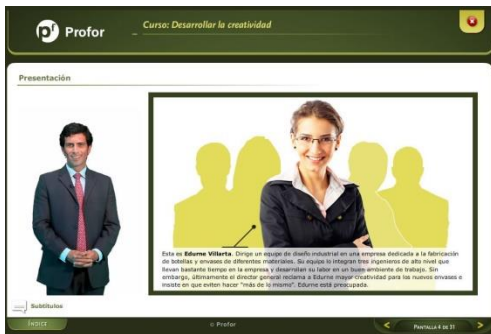 Profor
Curso: Desarrollar la creatividad
Presentación
Esta es Edurne Villarta. Dirige un equipo de diseño industrial en una empresa dedicada a la fabricación
de botellas y envases de diferentes materiales. Su equipo lo integran tres ingenieros de alto nivel que
llevan bastante tiempo en la empresa y desarrollan su labor en un buen ambiente de trabajo. Sin
embargo, últimamente el director general reclama a Edurne mayor creatividad para los nuevos envases e
insiste en que eviten hacer "más de lo mismo". Edurne está preocupada.
Subtítulos
ÍNDICE
© Profor
PANTALLA 4 DE 31